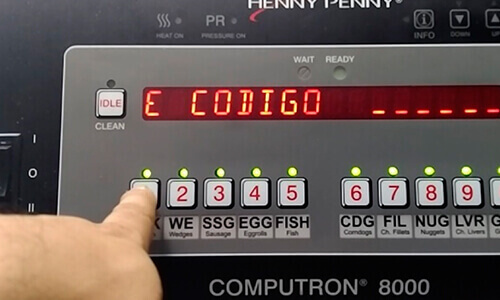 HENNY PENNY®
HEAT ON
PR
PRESSURE ON
INFO
DOWN
WAIT
READY
IDLE
CLEAN
E CODIGO _ _ _ _ _
I
O
II
2 3 4 5 6 7 8 9
WE SSG EGG FISH CDG FIL NUG LVR
Wedges Sausage Eggrolls Fish Corndogs Ch. Fillets Nuggets Ch. Livers
COMPUTRON® 8000